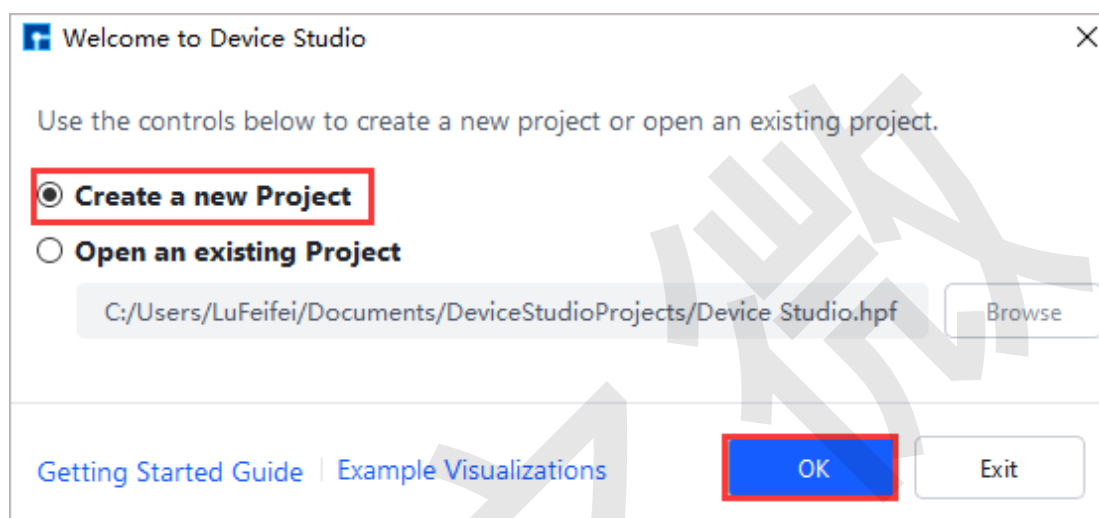 Welcome to Device Studio
Use the controls below to create a new project or open an existing project.
Create a new Project
Open an existing Project
C:/Users/LuFeifei/Documents/DeviceStudioProjects/Device Studio.hpf Browse
Getting Started Guide Example Visualizations OK Exit
微